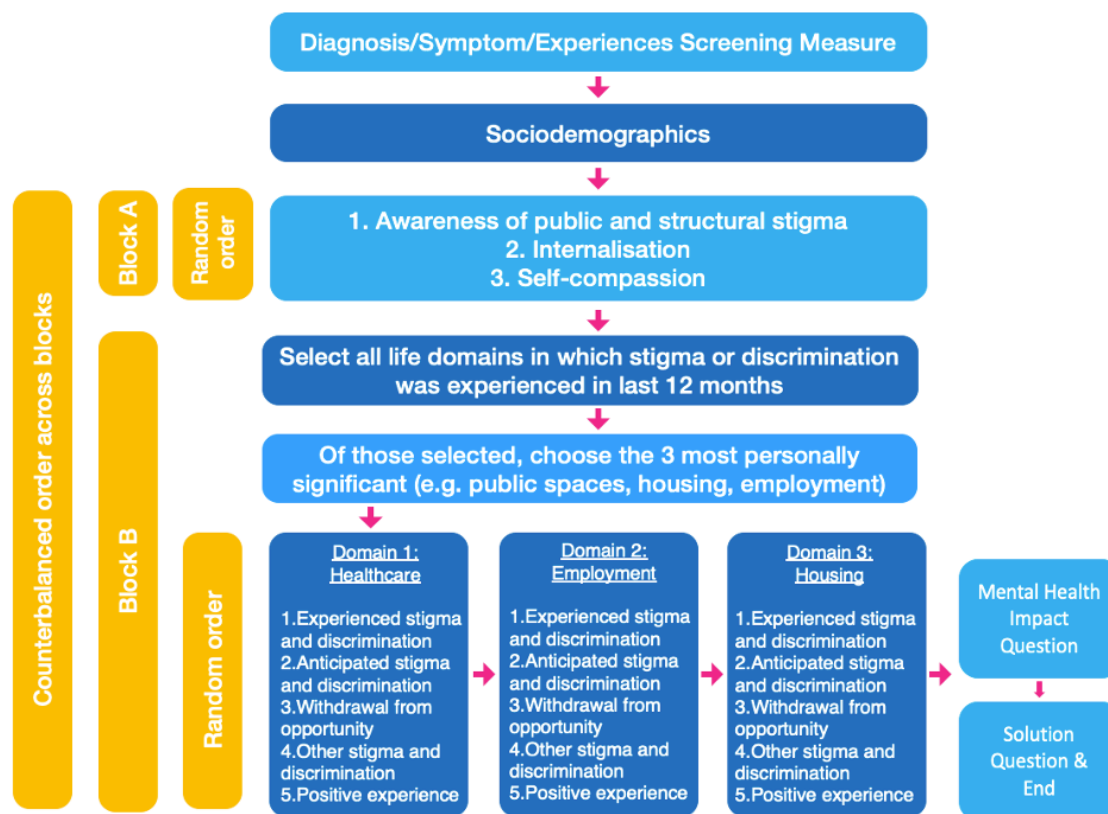 Diagnosis/Symptom/Experiences Screening Measure
Sociodemographics
Counterbalanced order across blocks
Block A
Random
order
1. Awareness of public and structural stigma
2. Internalisation
3. Self-compassion
Block B
Select all life domains in which stigma or discrimination
was experienced in last 12 months
Of those selected, choose the 3 most personally
significant (e.g. public spaces, housing, employment)
Random order
Domain 1:
Healthcare
1.Experienced stigma
and discrimination
2.Anticipated stigma
and discrimination
3.Withdrawal from
opportunity
4.Other stigma and
discrimination
5.Positive experience
Domain 2:
Employment
1.Experienced stigma
and discrimination
2.Anticipated stigma
and discrimination
3.Withdrawal from
opportunity
4.Other stigma and
discrimination
5.Positive experience
Domain 3:
Housing
1.Experienced stigma
and discrimination
2.Anticipated stigma
and discrimination
3.Withdrawal from
opportunity
4.Other stigma and
discrimination
5.Positive experience
Mental Health
Impact
Question
Solution
Question &
End